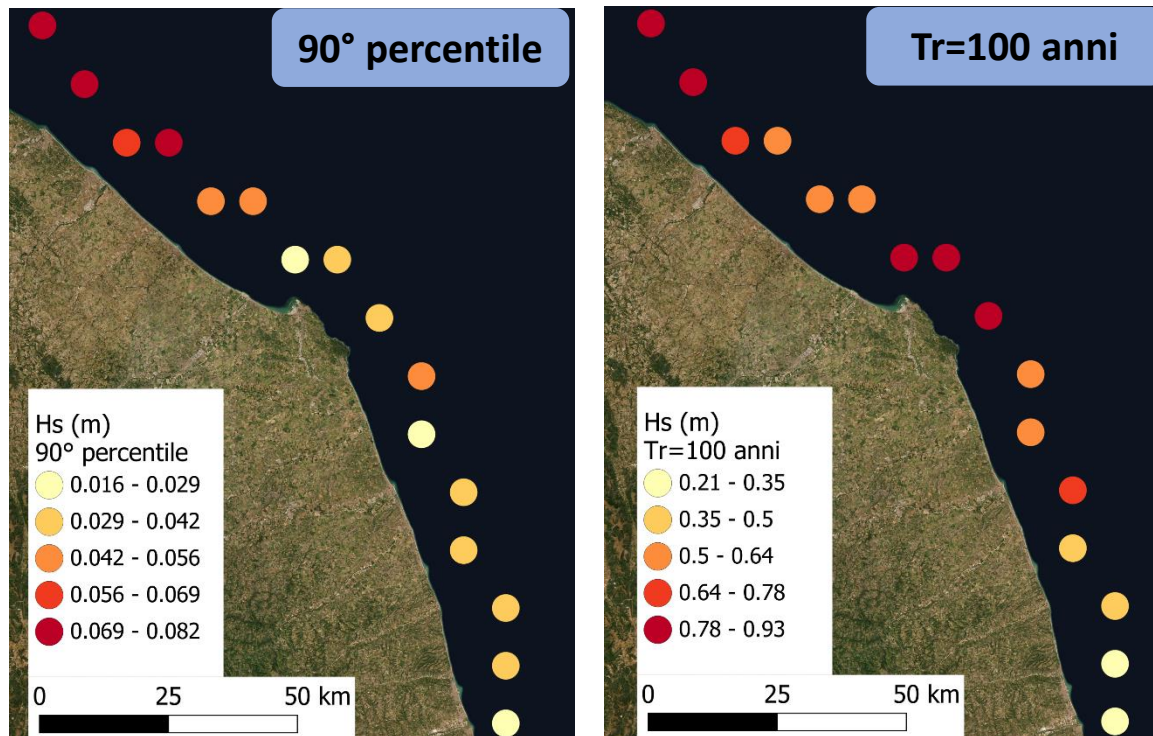 90° percentile
Hs (m)
90° percentile
0.016 - 0.029
0.029 - 0.042
0.042 - 0.056
0.056 - 0.069
0.069 - 0.082
0 25 50 km
Tr=100 anni
Hs (m)
Tr=100 anni
0.21 - 0.35
0.35 - 0.5
0.5 - 0.64
0.64 - 0.78
0.78 - 0.93
0 25 50 km